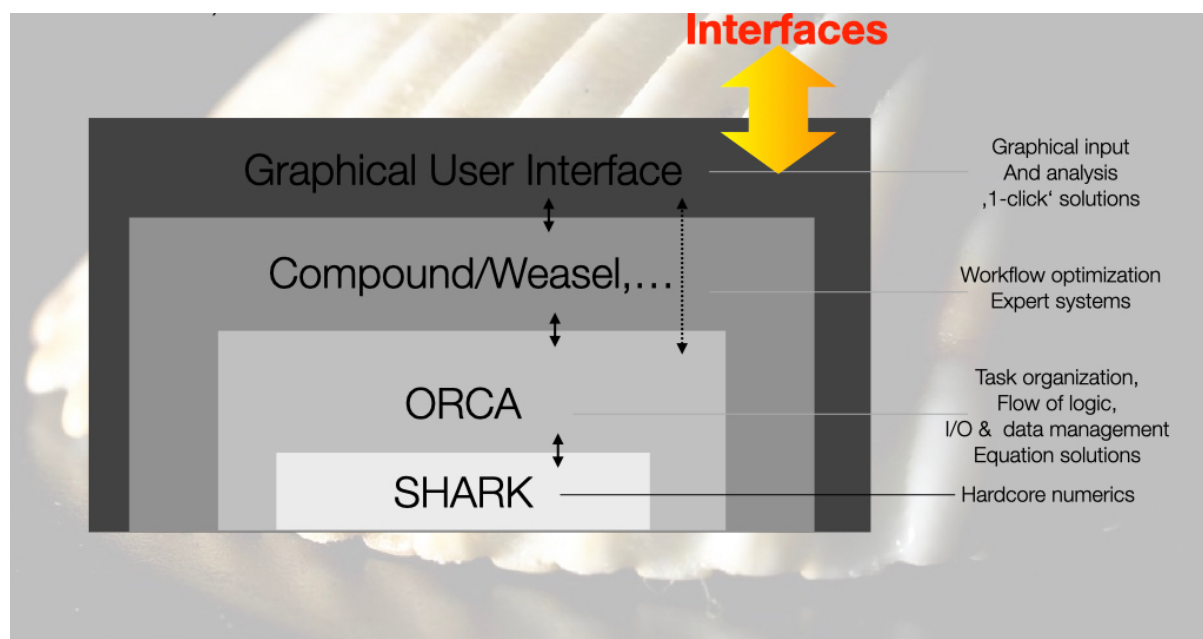 Interfaces
Graphical User Interface
Graphical input
And analysis
‚1-click‘ solutions
Compound/Weasel,…
Workflow optimization
Expert systems
ORCA
Task organization,
Flow of logic,
I/O & data management
Equation solutions
SHARK
Hardcore numerics